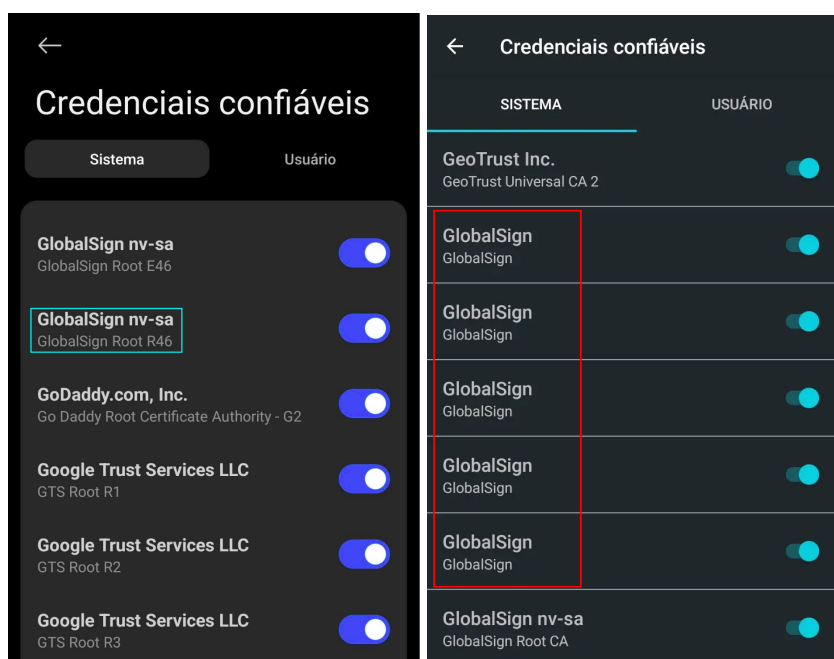 Credenciais confiáveis
Sistema
Usuário
GlobalSign nv-sa
GlobalSign Root E46
GlobalSign nv-sa
GlobalSign Root R46
GoDaddy.com, Inc.
Go Daddy Root Certificate Authority - G2
Google Trust Services LLC
GTS Root R1
Google Trust Services LLC
GTS Root R2
Google Trust Services LLC
GTS Root R3
Credenciais confiáveis
SISTEMA
USUÁRIO
GeoTrust Inc.
GeoTrust Universal CA 2
GlobalSign
GlobalSign
GlobalSign
GlobalSign
GlobalSign
GlobalSign
GlobalSign
GlobalSign
GlobalSign
GlobalSign
GlobalSign nv-sa
GlobalSign Root CA